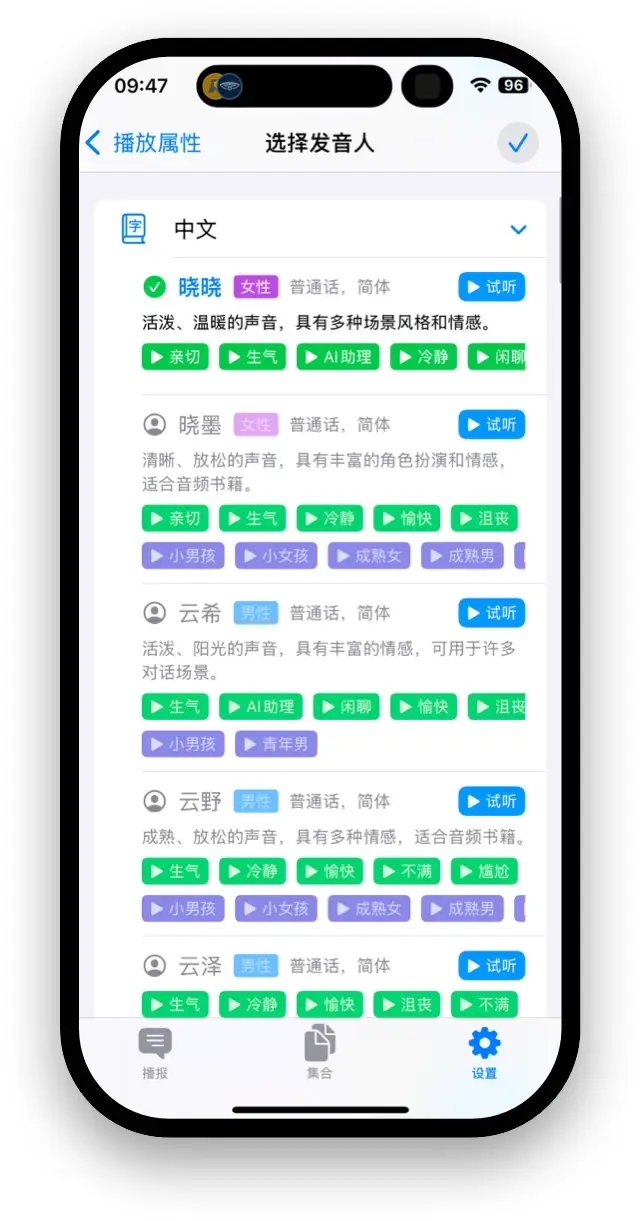 09:47
96
播放属性
选择发音人
字 中文
晓晓 女性 普通话，简体 试听
活泼、温暖的声音，具有多种场景风格和情感。
亲切 生气 AI助理 冷静 闲聊
晓墨 女性 普通话，简体 试听
清晰、放松的声音，具有丰富的角色扮演和情感，
适合音频书籍。
亲切 生气 冷静 愉快 沮丧
小男孩 小女孩 成熟女 成熟男
云希 男性 普通话，简体 试听
活泼、阳光的声音，具有丰富的情感，可用于许多
对话场景。
生气 AI助理 闲聊 愉快 沮丧
小男孩 青年男
云野 男性 普通话，简体 试听
成熟、放松的声音，具有多种情感，适合音频书籍。
生气 冷静 愉快 不满 尴尬
小男孩 小女孩 成熟女 成熟男
云泽 男性 普通话，简体 试听
生气 冷静 愉快 沮丧 不满
播报 集合 设置